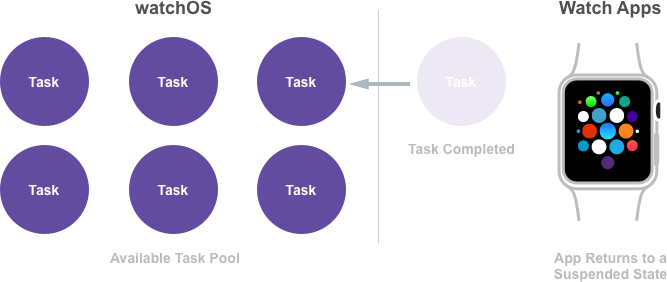 watchOS
Watch Apps
Task
Task
Task
Task
Task Completed
Task
Task
Task
Available Task Pool
App Returns to a
Suspended State